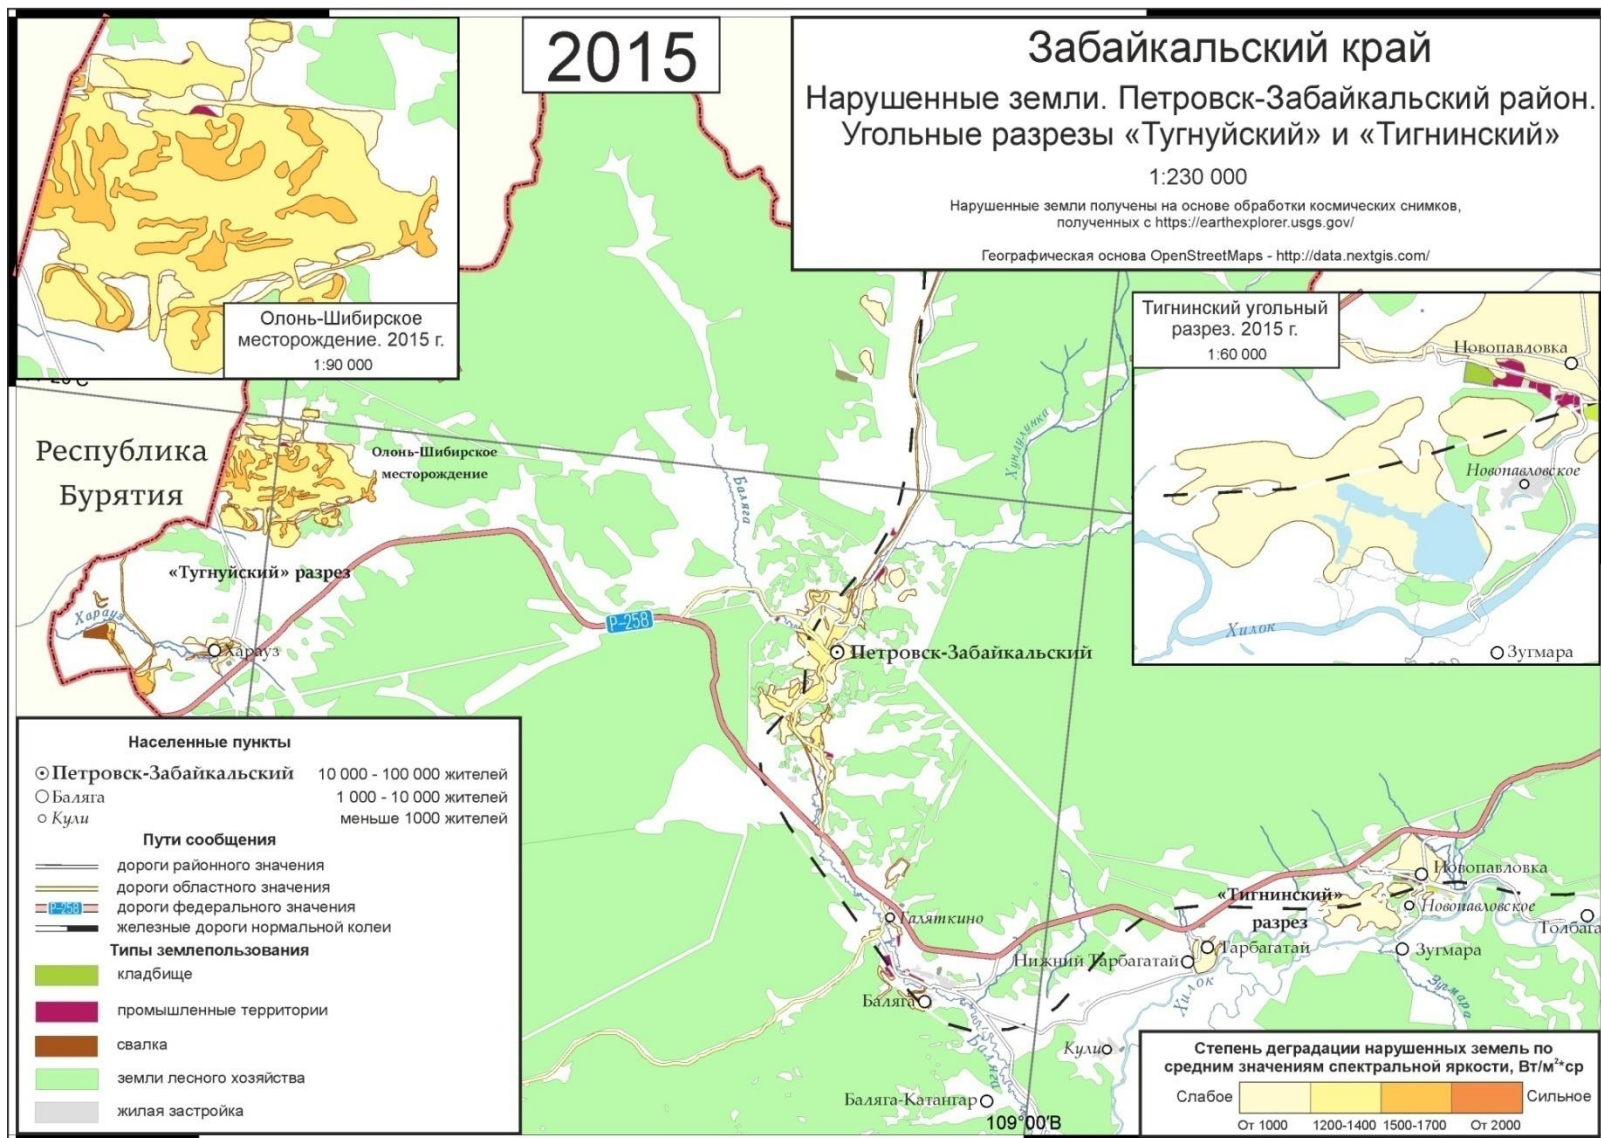 2015
Забайкальский край
Нарушенные земли. Петровск-Забайкальский район.
Угольные разрезы «Тугнуйский» и «Тигнинский»
1:230 000
Нарушенные земли получены на основе обработки космических снимков,
полученных с https://earthexplorer.usgs.gov/
Географическая основа OpenStreetMaps - http://data.nextgis.com/
Олонь-Шибирское
месторождение. 2015 г.
1:90 000
Тигнинский угольный
разрез. 2015 г.
1:60 000
Новопавловка
Новопавловское
Хилок
Зугмара
Республика
Бурятия
Олонь-Шибирское
месторождение
«Тугнуйский» разрез
Харауз
Харауз
Баляга
Хундулинка
Р-258
Петровск-Забайкальский
Галяткино
Баляга
Баляга
Баляга-Катангар
Нижний Тарбагатай
Тарбагатай
Хилок
Кули
«Тигнинский»
разрез
Новопавловка
Новопавловское
Зугмара
Зугмара
Толбага
109°00'В
Населенные пункты
Петровск-Забайкальский 10 000 - 100 000 жителей
Баляга 1 000 - 10 000 жителей
Кули меньше 1000 жителей
Пути сообщения
дороги районного значения
дороги областного значения
Р-258 дороги федерального значения
железные дороги нормальной колеи
Типы землепользования
кладбище
промышленные территории
свалка
земли лесного хозяйства
жилая застройка
Степень деградации нарушенных земель по
средним значениям спектральной яркости, Вт/м²*ср
Слабое Сильное
От 1000 1200-1400 1500-1700 От 2000